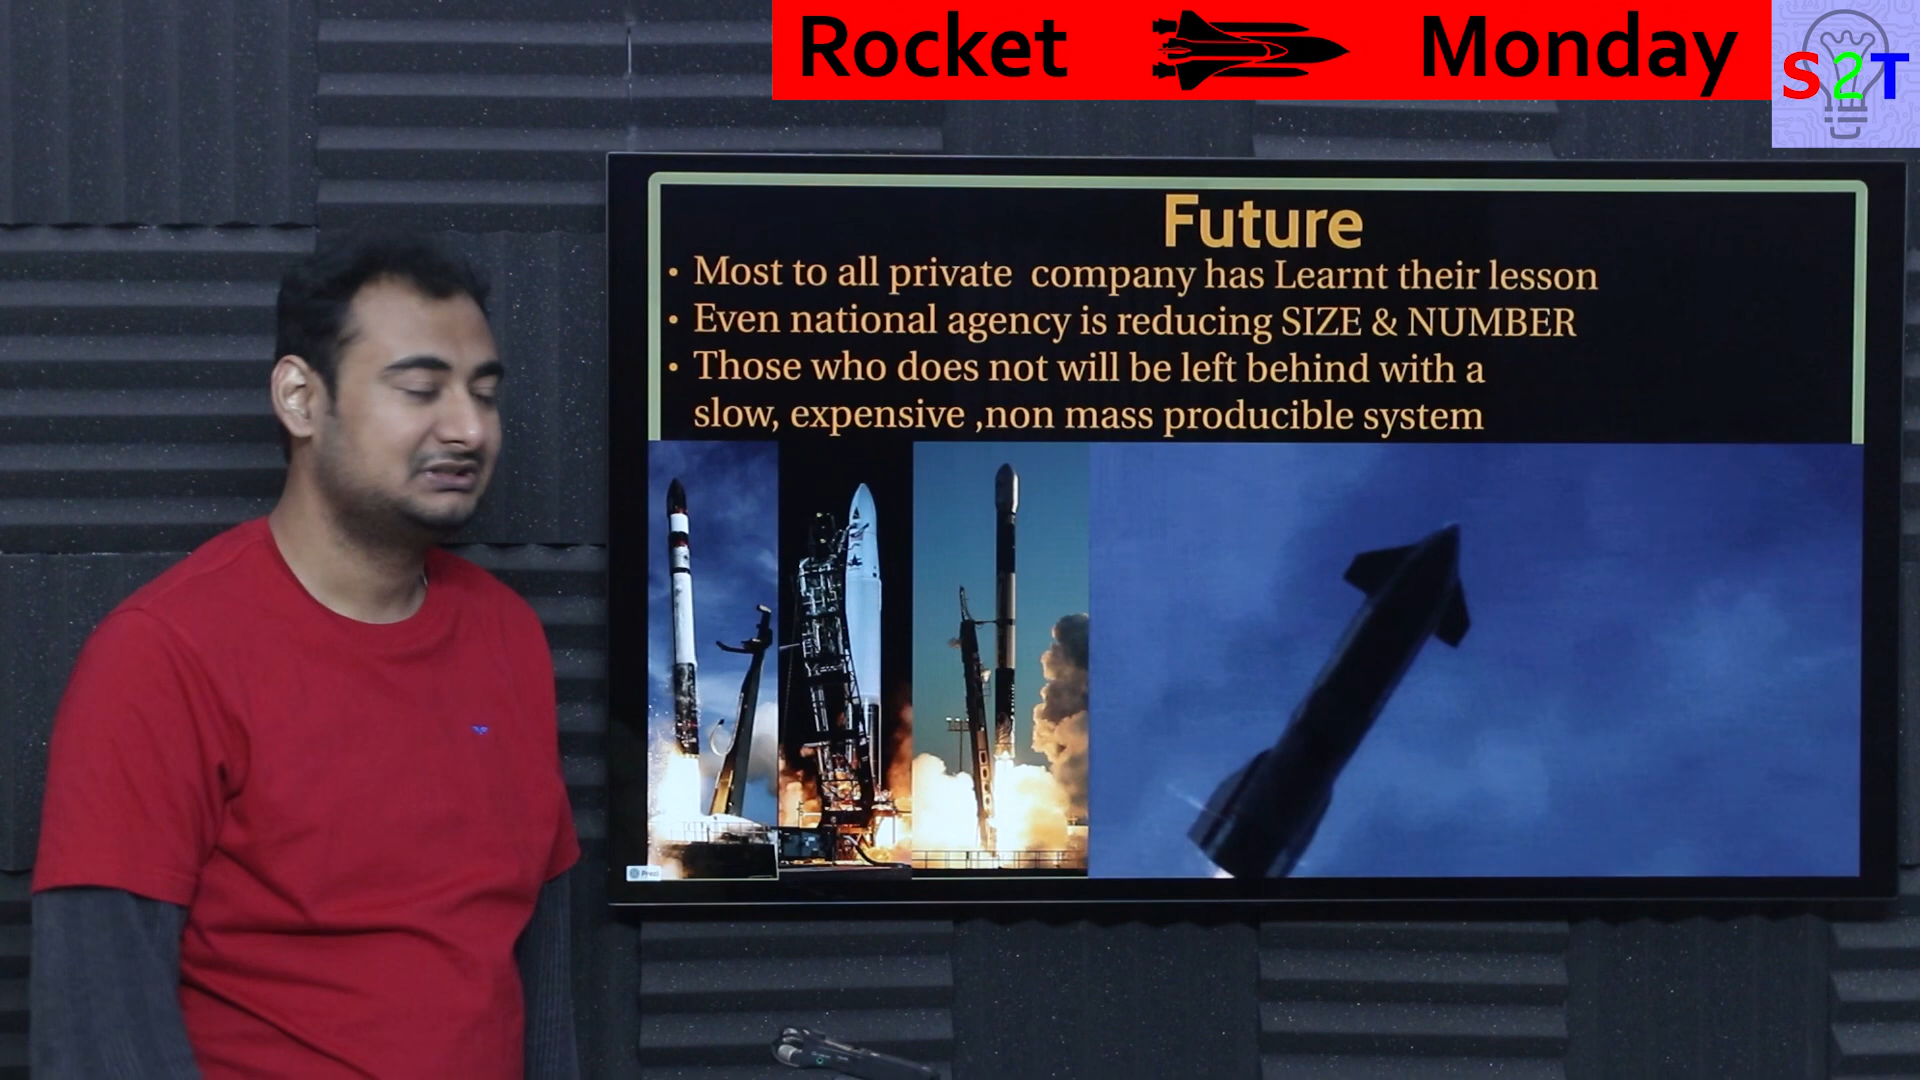 Rocket Monday
S2T
Future
• Most to all private company has Learnt their lesson
• Even national agency is reducing SIZE & NUMBER
• Those who does not will be left behind with a
slow, expensive ,non mass producible system
Prezi